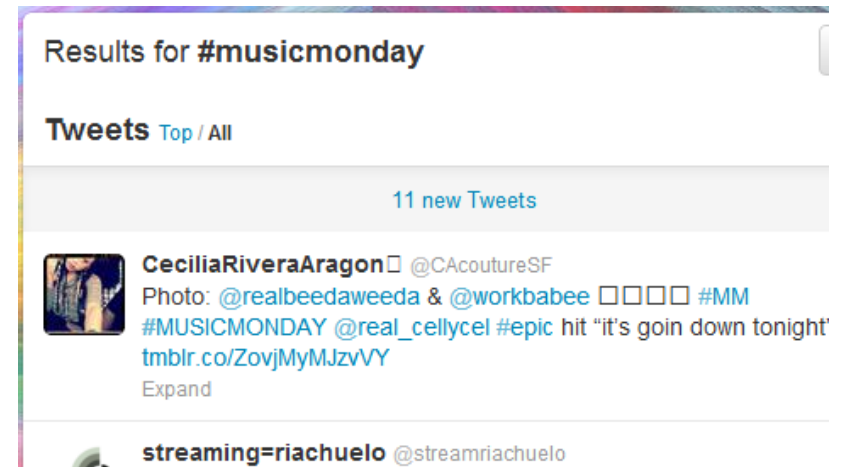 Results for #musicmonday
Tweets Top / All
11 new Tweets
CeciliaRiveraAragon□ @CAcoutureSF
Photo: @realbeedaweeda & @workbabee □□□□ #MM
#MUSICMONDAY @real_cellycel #epic hit “it’s goin down tonight”
tmblr.co/ZovjMyMJzvVY
Expand
streaming=riachuelo @streamriachuelo